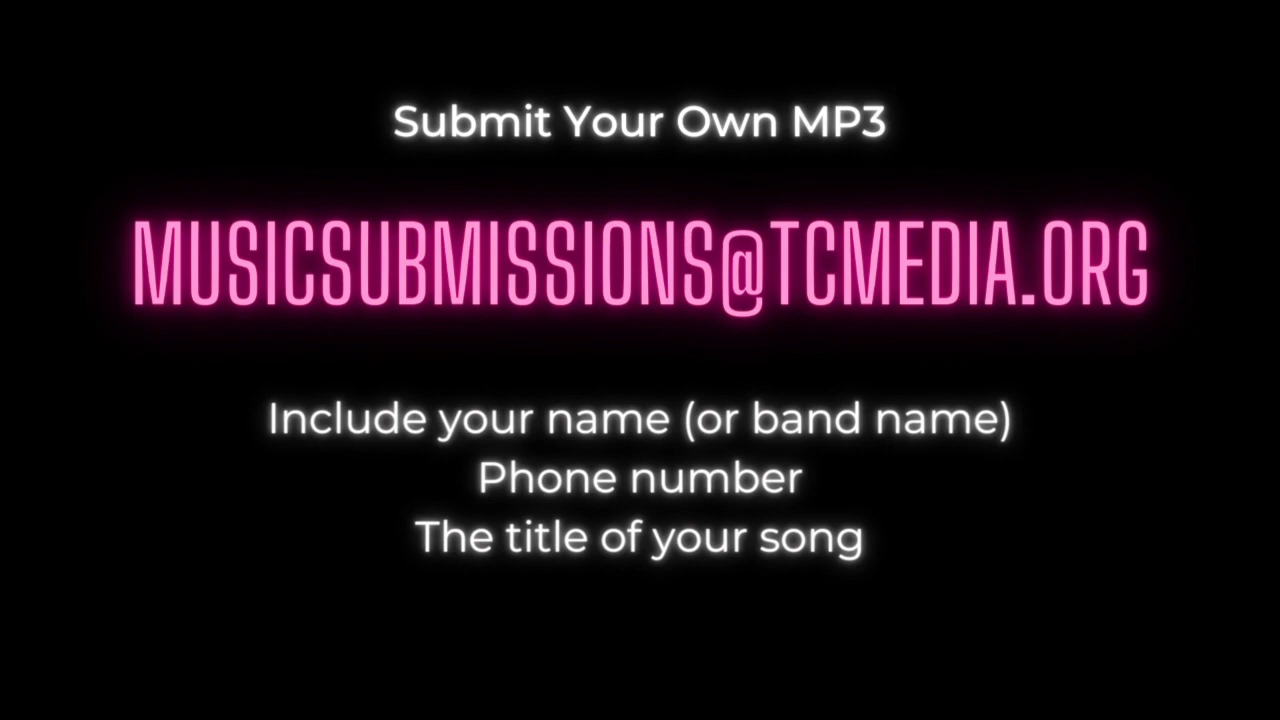 Submit Your Own MP3
MUSICSUBMISSIONS@TCMEDIA.ORG
Include your name (or band name)
Phone number
The title of your song